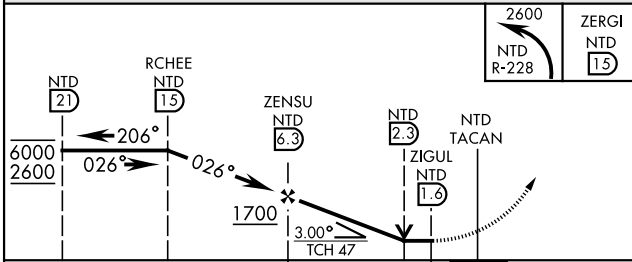 2600
NTD
R-228
ZERGI
NTD
15
NTD
21
RCHEE
NTD
15
ZENSU
NTD
6.3
NTD
2.3
ZIGUL
NTD
1.6
NTD
TACAN
206°
6000
2600
026°
026°
1700
3.00°
TCH 47